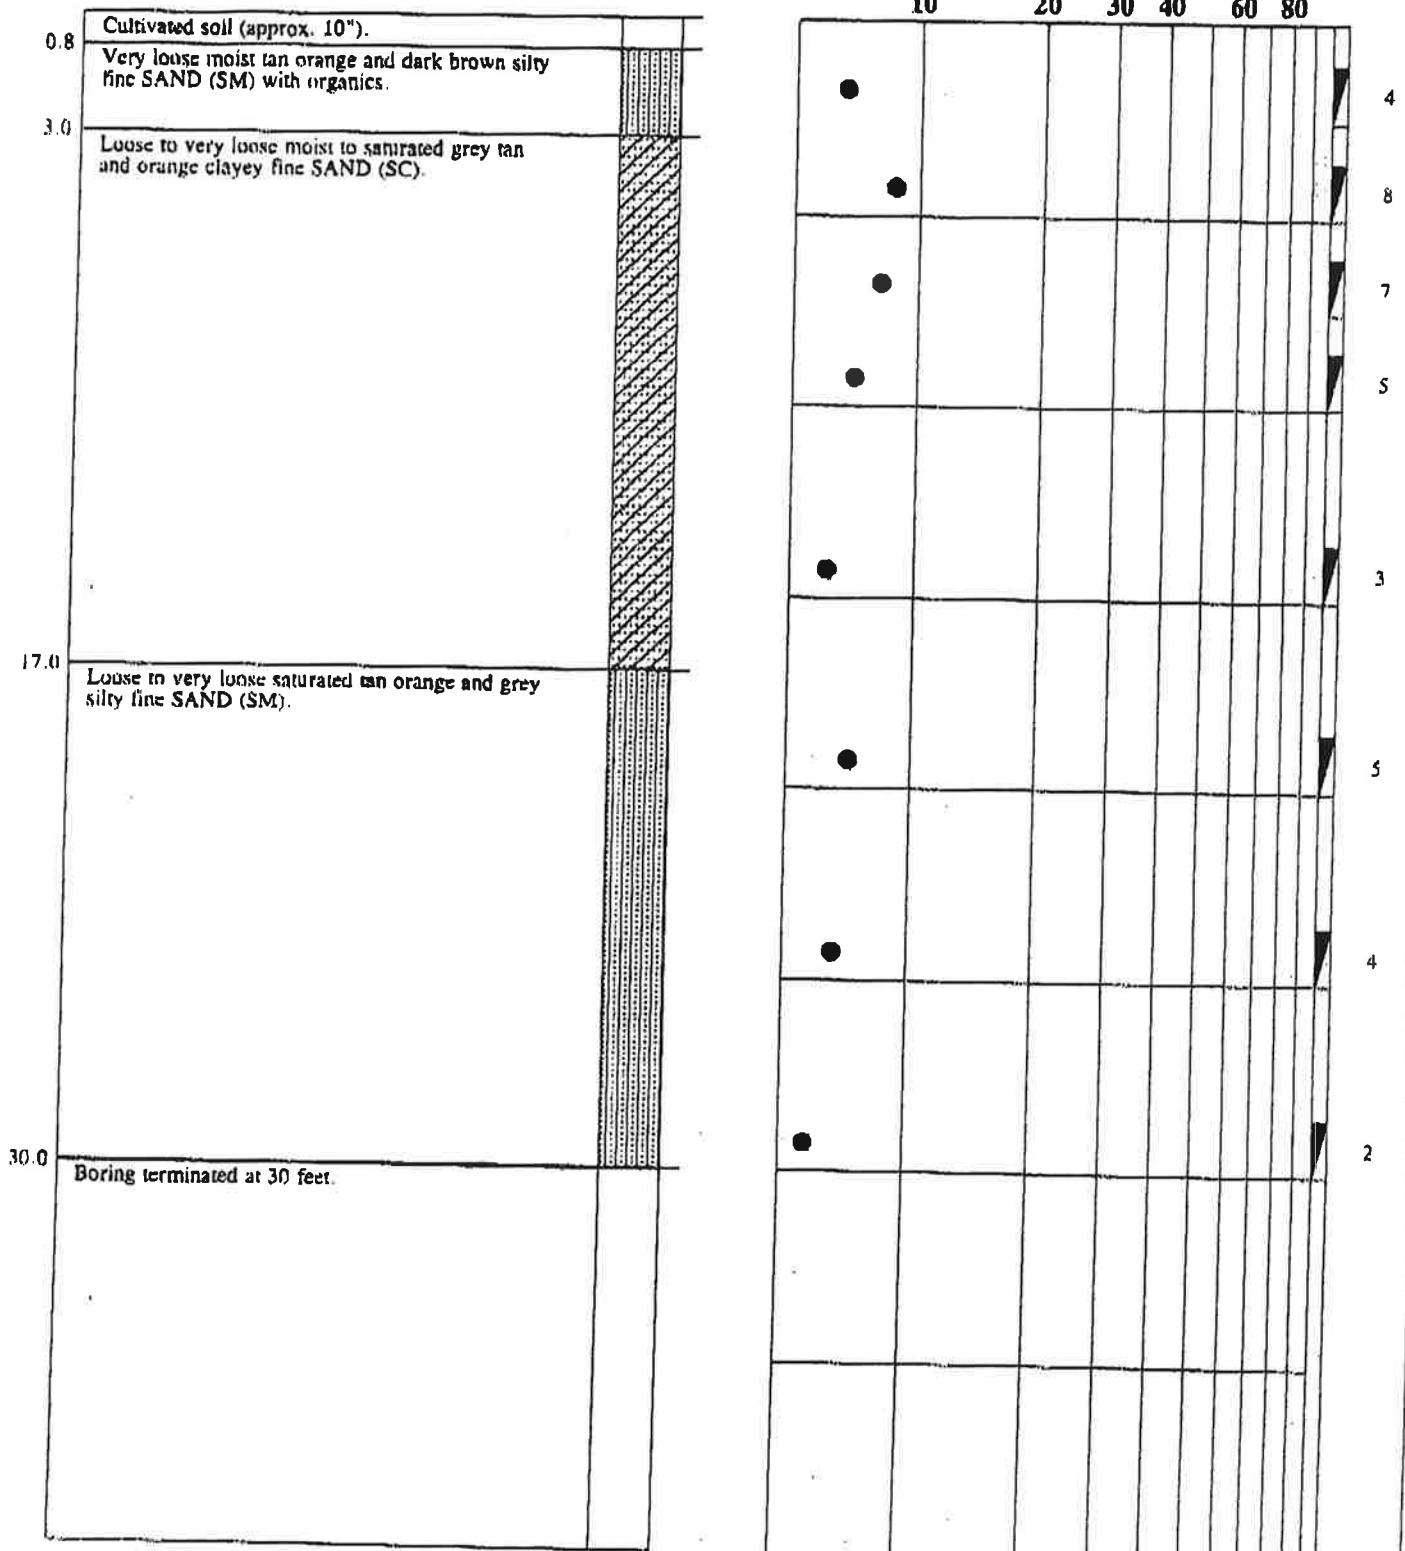 10 20 30 40 60 80
Cultivated soil (approx. 10").
0.8
Very loose moist tan orange and dark brown silty
fine SAND (SM) with organics.
4
3.0
Loose to very loose moist to saturated grey tan
and orange clayey fine SAND (SC).
8
7
5
3
17.0
Loose to very loose saturated tan orange and grey
silty fine SAND (SM).
5
4
2
30.0
Boring terminated at 30 feet.